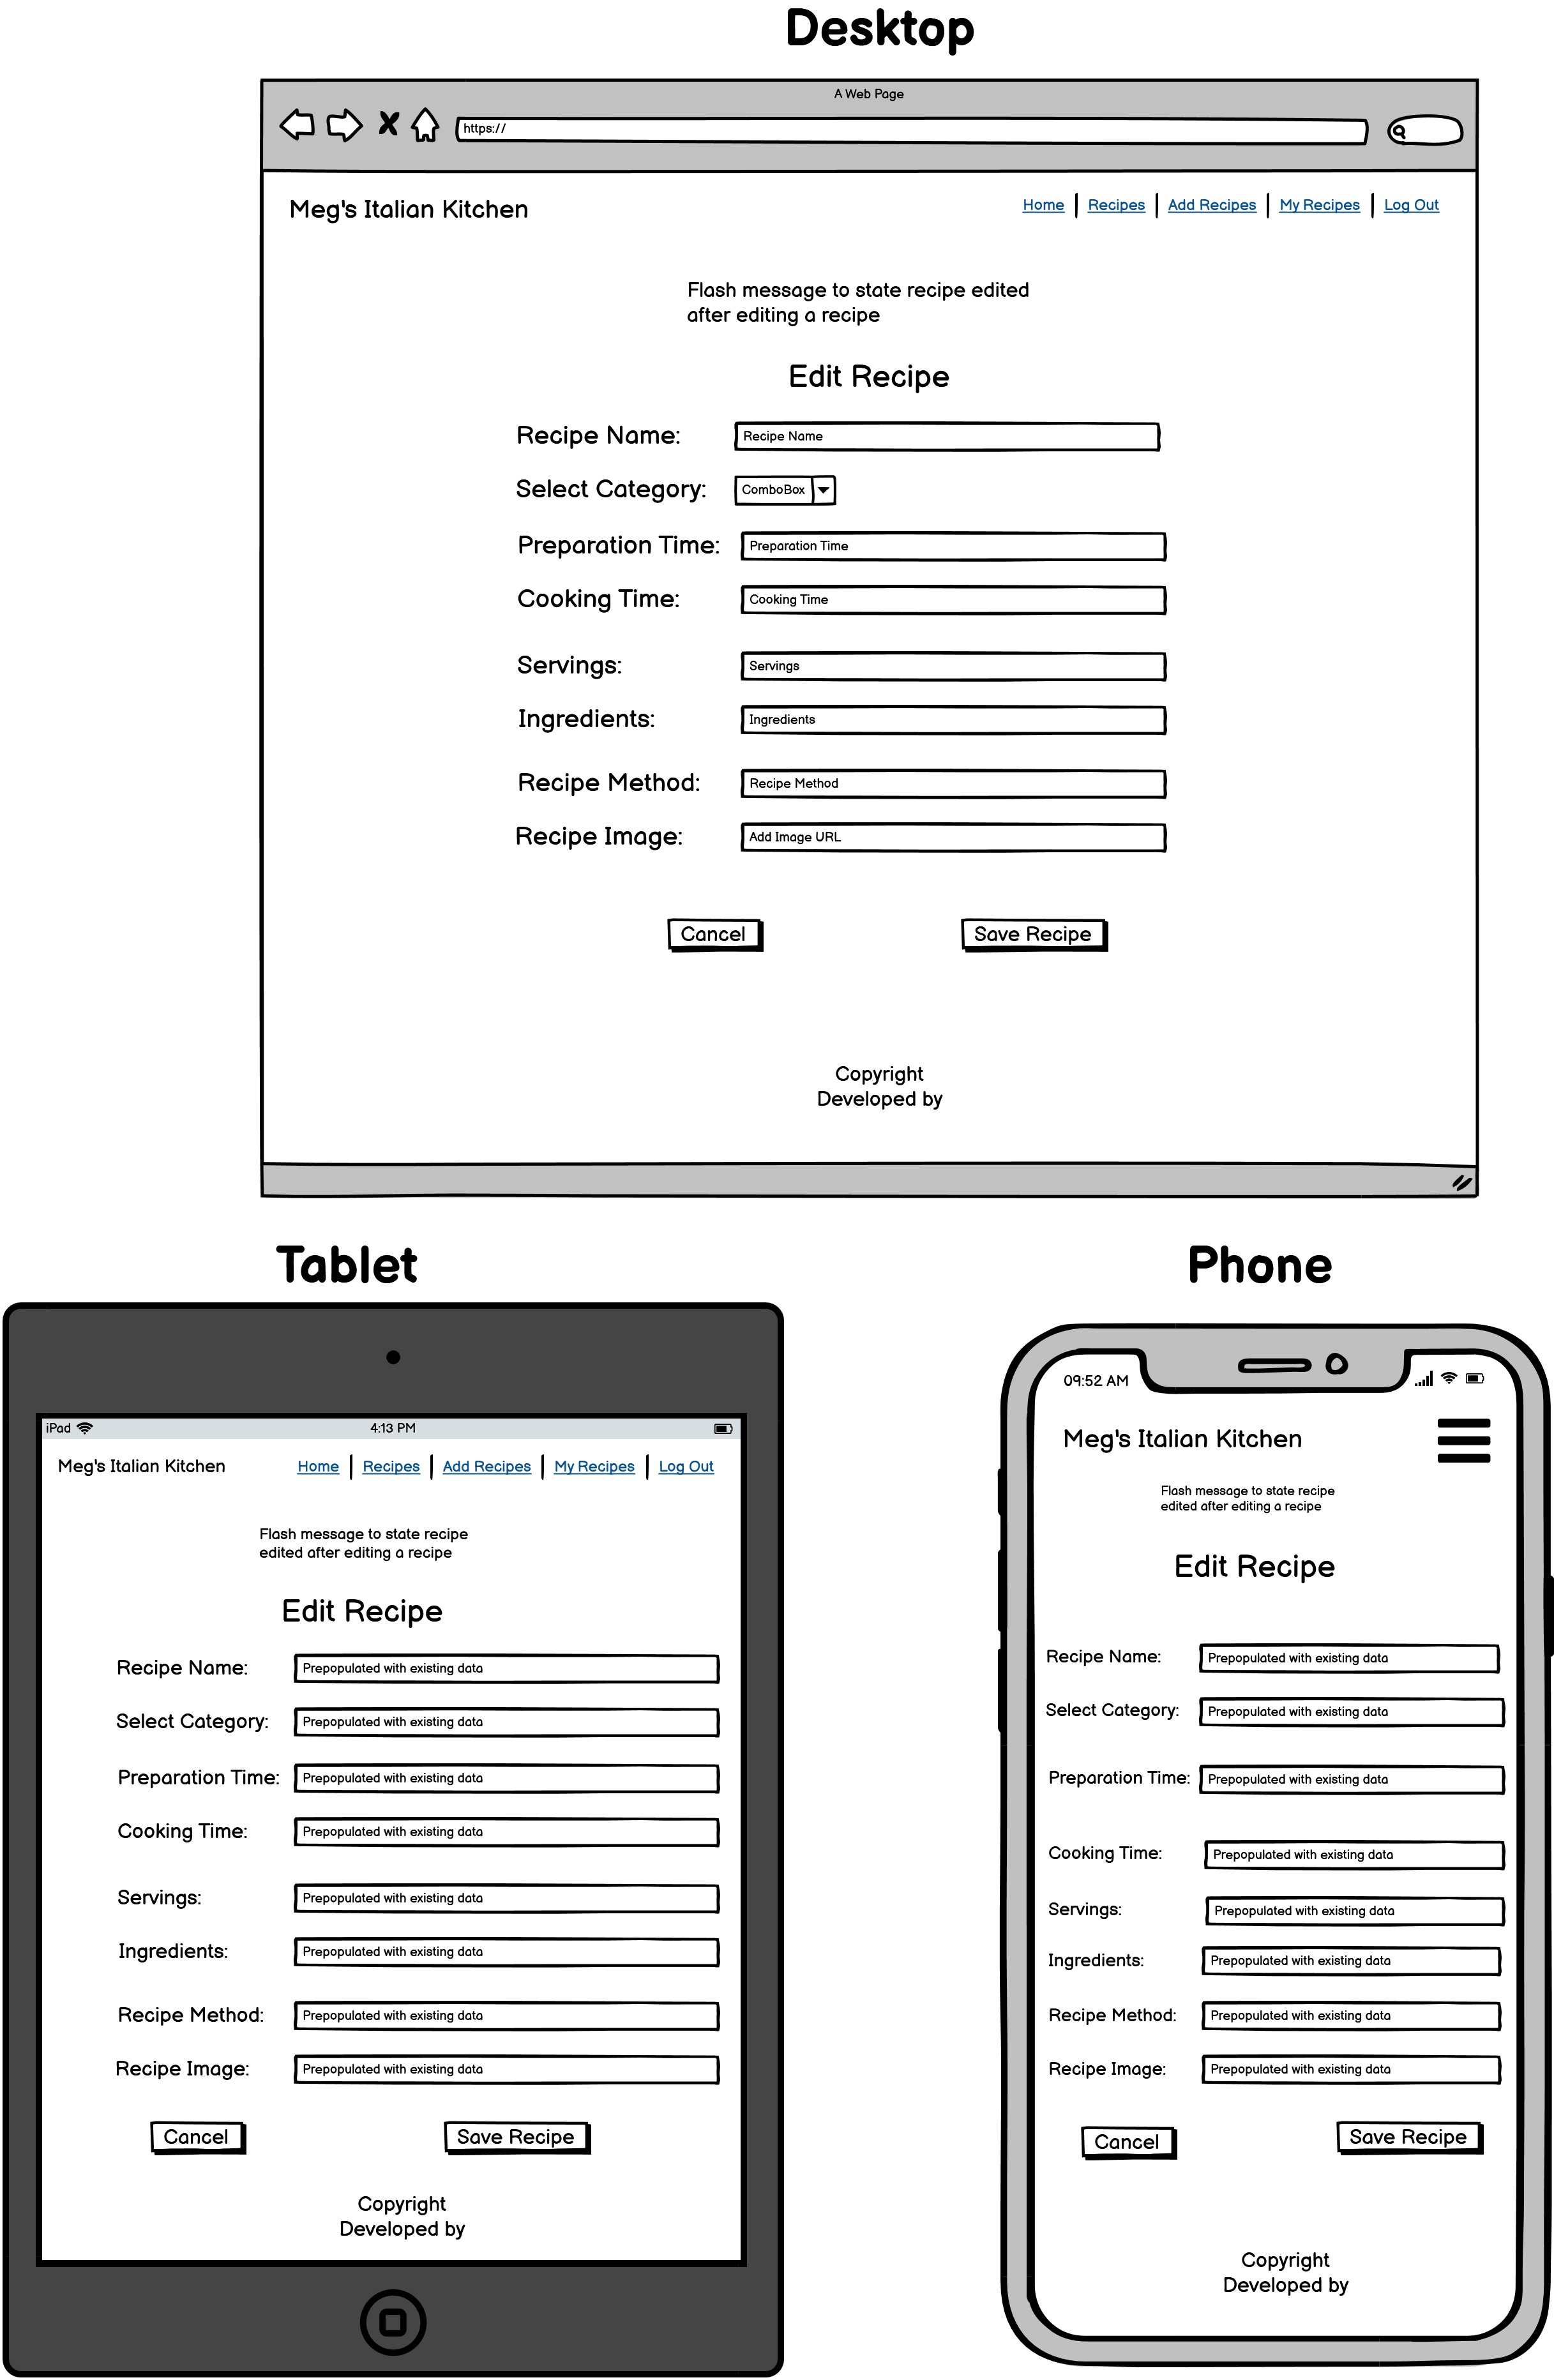 Desktop
A Web Page
https://
Meg's Italian Kitchen
Home Recipes Add Recipes My Recipes Log Out
Flash message to state recipe edited
after editing a recipe
Edit Recipe
Recipe Name: Recipe Name
Select Category: ComboBox
Preparation Time: Preparation Time
Cooking Time: Cooking Time
Servings: Servings
Ingredients: Ingredients
Recipe Method: Recipe Method
Recipe Image: Add Image URL
Cancel Save Recipe
Copyright
Developed by
Tablet
iPad 4:13 PM
Meg's Italian Kitchen Home Recipes Add Recipes My Recipes Log Out
Flash message to state recipe
edited after editing a recipe
Edit Recipe
Recipe Name: Prepopulated with existing data
Select Category: Prepopulated with existing data
Preparation Time: Prepopulated with existing data
Cooking Time: Prepopulated with existing data
Servings: Prepopulated with existing data
Ingredients: Prepopulated with existing data
Recipe Method: Prepopulated with existing data
Recipe Image: Prepopulated with existing data
Cancel Save Recipe
Copyright
Developed by
Phone
09:52 AM
Meg's Italian Kitchen
Flash message to state recipe
edited after editing a recipe
Edit Recipe
Recipe Name: Prepopulated with existing data
Select Category: Prepopulated with existing data
Preparation Time: Prepopulated with existing data
Cooking Time: Prepopulated with existing data
Servings: Prepopulated with existing data
Ingredients: Prepopulated with existing data
Recipe Method: Prepopulated with existing data
Recipe Image: Prepopulated with existing data
Cancel Save Recipe
Copyright
Developed by